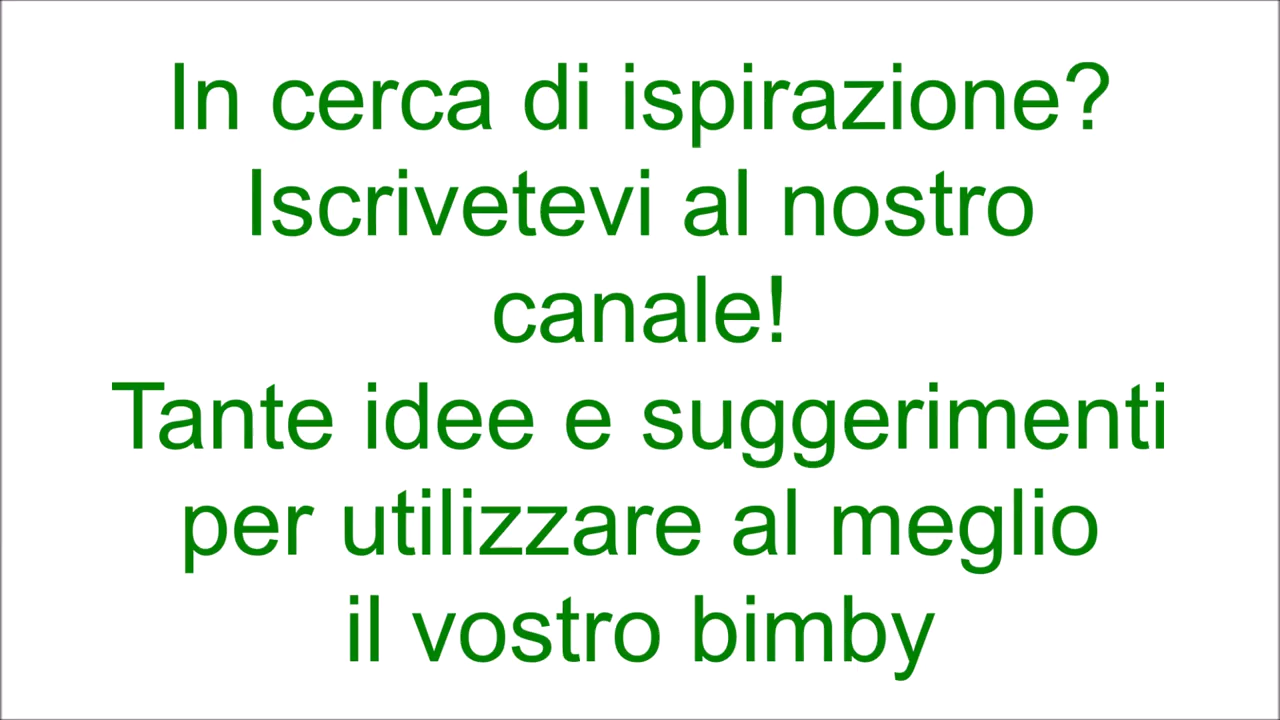 In cerca di ispirazione?
Iscrivetevi al nostro
canale!
Tante idee e suggerimenti
per utilizzare al meglio
il vostro bimby